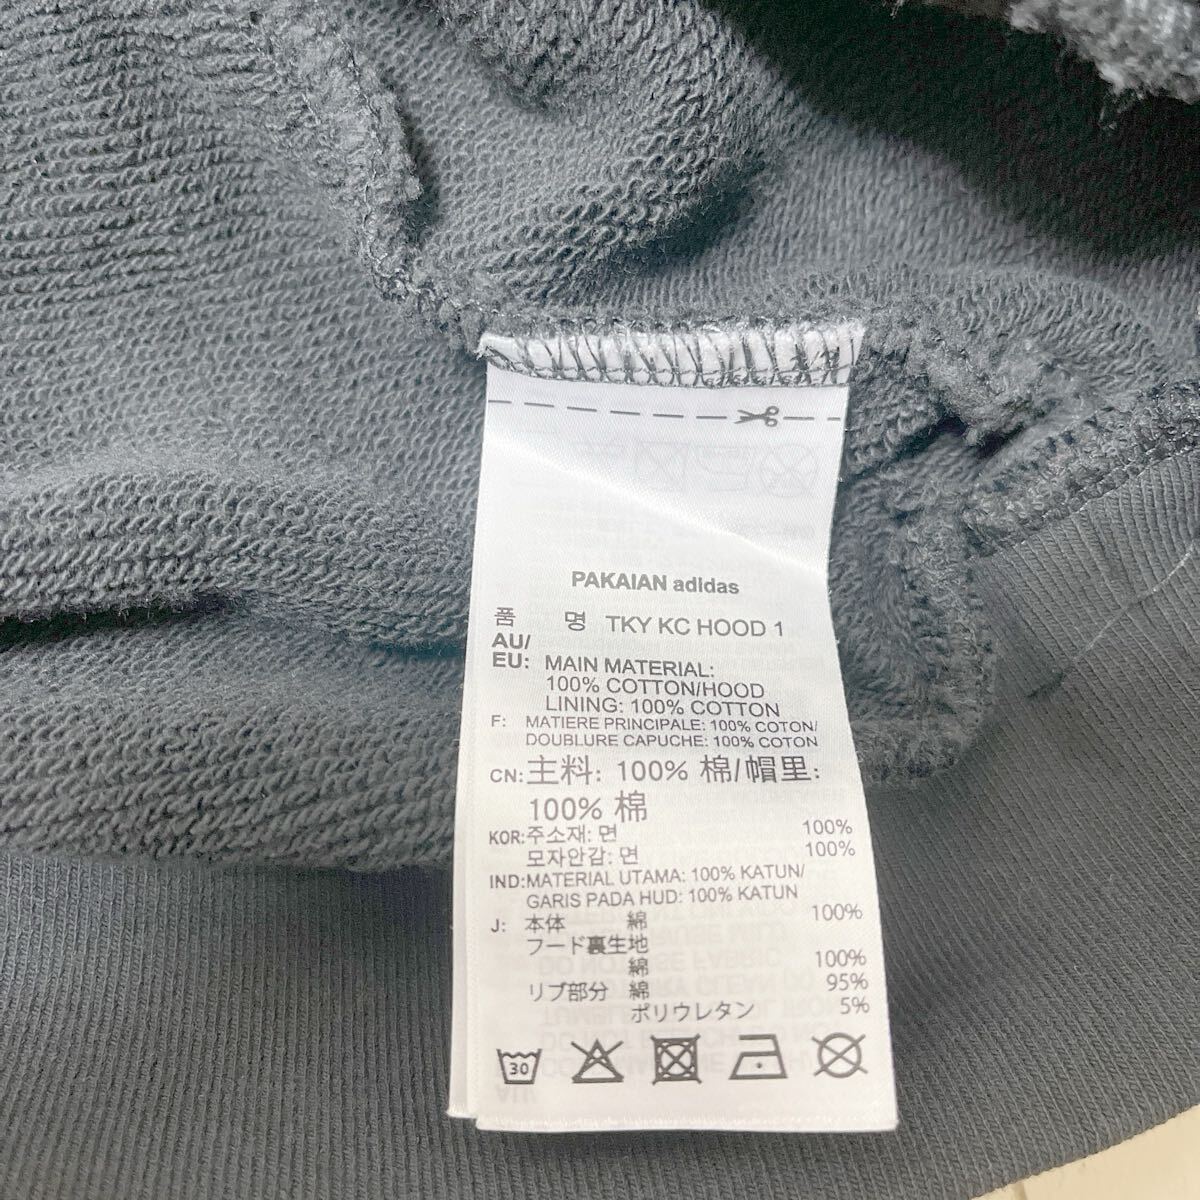 PAKAIAN adidas
품 명 TKY KC HOOD 1
AU/
EU: MAIN MATERIAL:
100% COTTON/HOOD
LINING: 100% COTTON
F: MATIERE PRINCIPALE: 100% COTON/
DOUBLURE CAPUCHE: 100% COTON
CN: 主料: 100% 棉/帽里:
100% 棉
KOR: 주소재: 면 100%
모자안감: 면 100%
IND: MATERIAL UTAMA: 100% KATUN/
GARIS PADA HUD: 100% KATUN
J: 本体 綿 100%
フード裏生地
綿 100%
リブ部分 綿 95%
ポリウレタン 5%
30